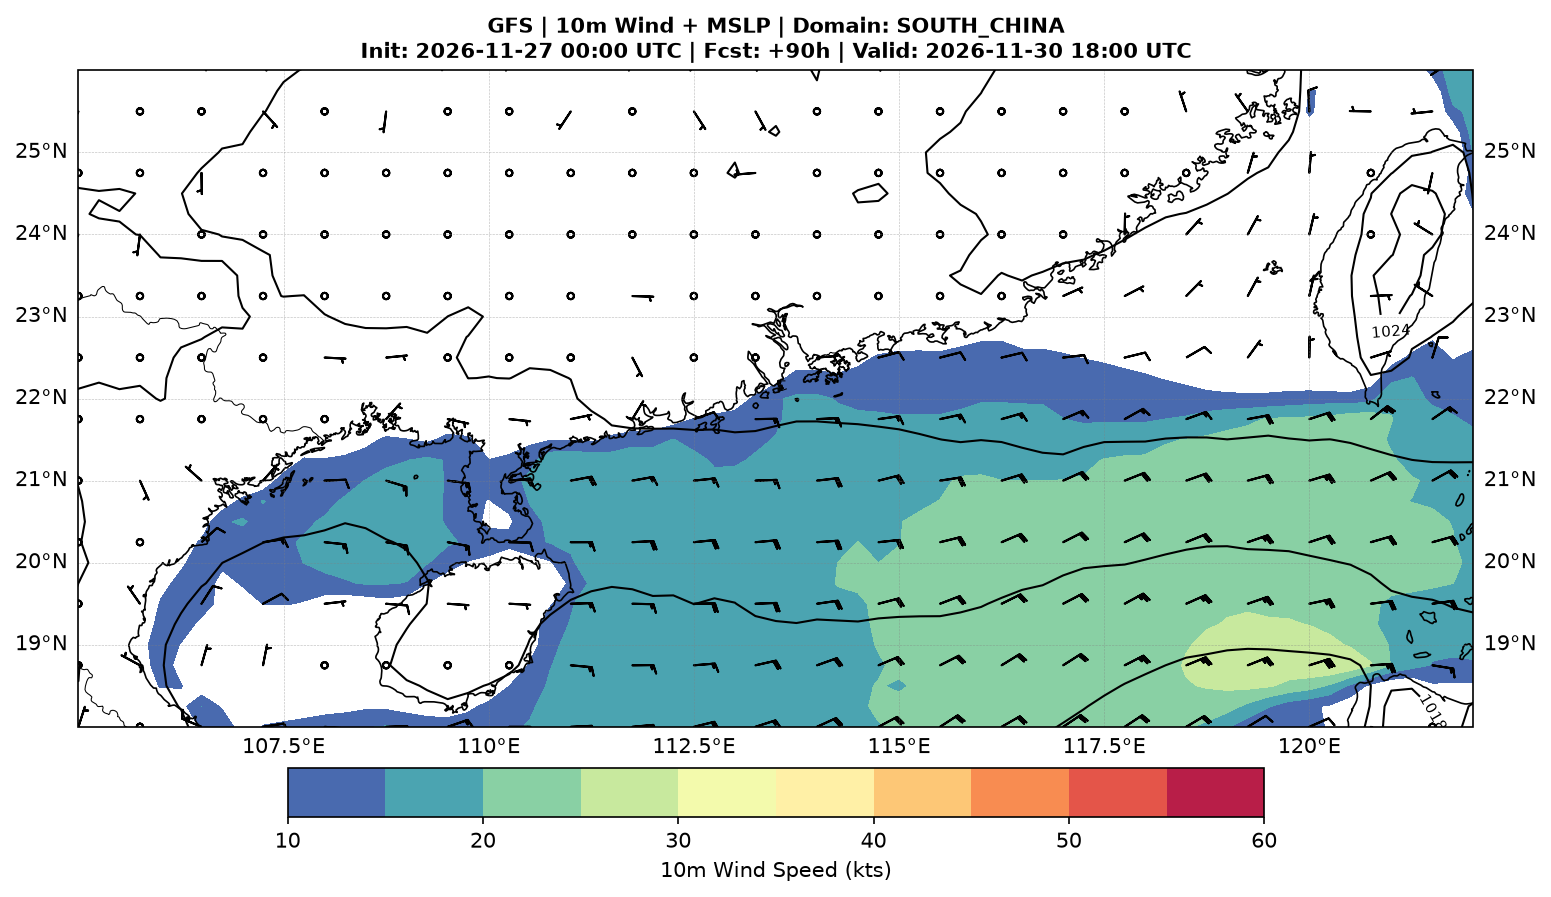 GFS | 10m Wind + MSLP | Domain: SOUTH_CHINA
Init: 2026-11-27 00:00 UTC | Fcst: +90h | Valid: 2026-11-30 18:00 UTC
25°N 25°N
24°N 24°N
23°N 23°N
1024
22°N 22°N
21°N 21°N
20°N 20°N
19°N 19°N
1018
107.5°E 110°E 112.5°E 115°E 117.5°E 120°E
10 20 30 40 50 60
10m Wind Speed (kts)